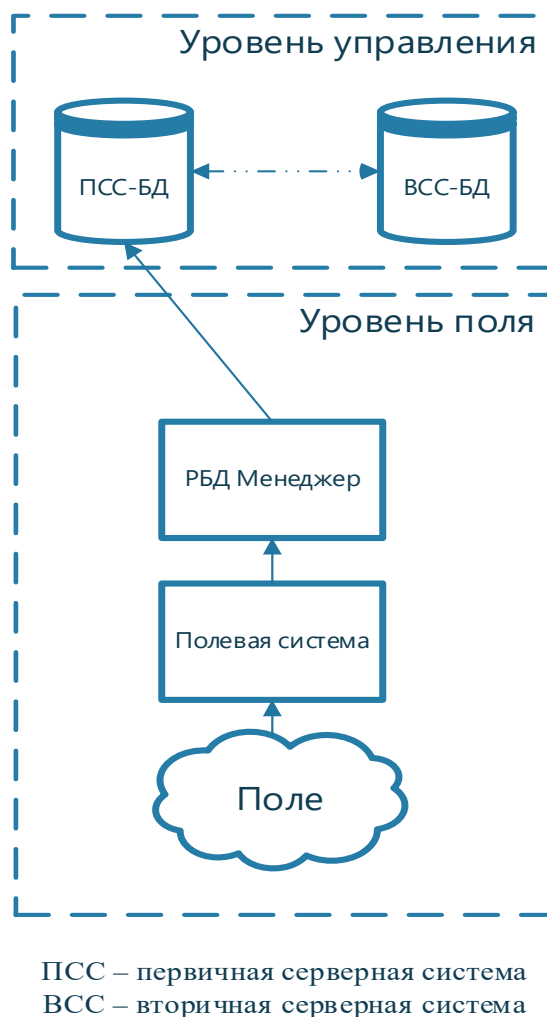 Уровень управления
ПСС-БД
ВСС-БД
Уровень поля
РБД Менеджер
Полевая система
Поле
ПСС – первичная серверная система
ВСС – вторичная серверная система